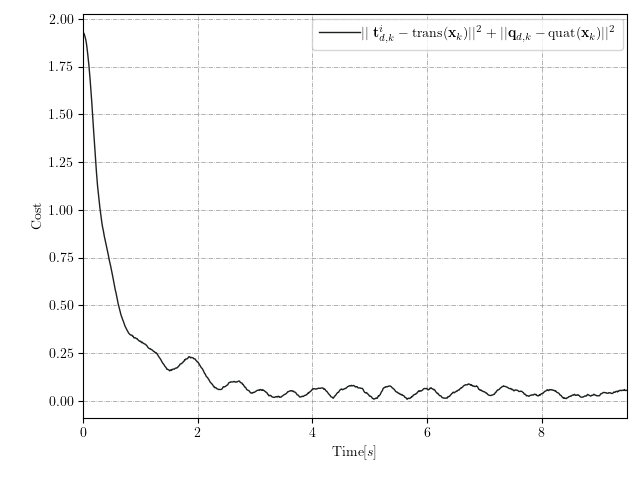 || t^i_{d,k} − trans(x_k)||^2 + ||q_{d,k} − quat(x_k)||^2
2.00
1.75
1.50
1.25
1.00
0.75
0.50
0.25
0.00
Cost
0 2 4 6 8
Time[s]